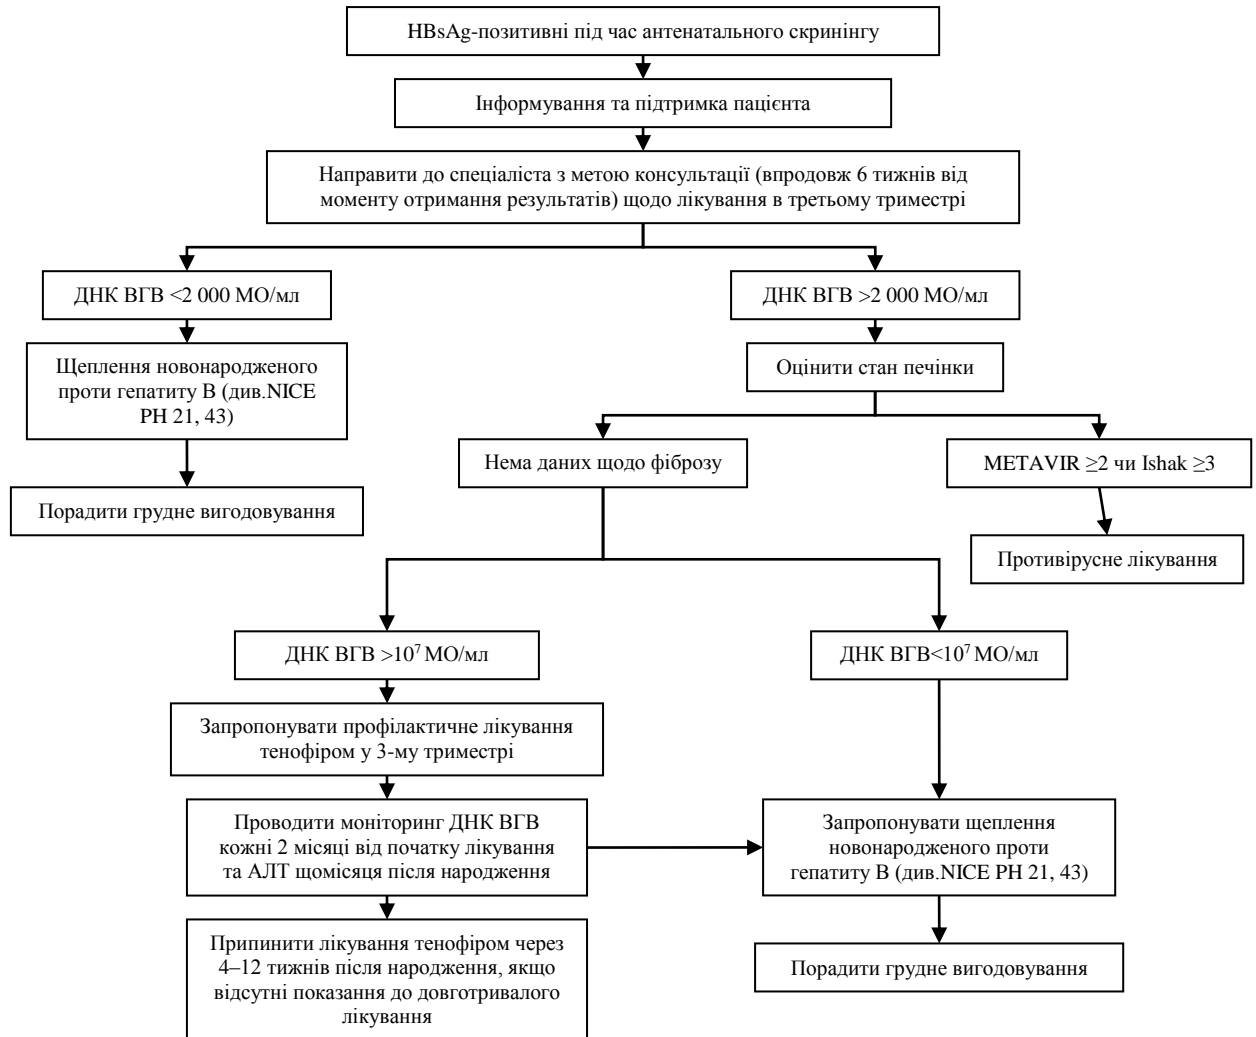 HBsAg-позитивні під час антенатального скринінгу
Інформування та підтримка пацієнта
Направити до спеціаліста з метою консультації (впродовж 6 тижнів від
моменту отримання результатів) щодо лікування в третьому триместрі
ДНК ВГВ <2 000 МО/мл
ДНК ВГВ >2 000 МО/мл
Щеплення новонародженого
проти гепатиту В (див.NICE
PH 21, 43)
Оцінити стан печінки
Нема даних щодо фіброзу
METAVIR ≥2 чи Ishak ≥3
Порадити грудне вигодовування
Противірусне лікування
ДНК ВГВ >10⁷ МО/мл
ДНК ВГВ<10⁷ МО/мл
Запропонувати профілактичне лікування
тенофіром у 3-му триместрі
Проводити моніторинг ДНК ВГВ
кожні 2 місяці від початку лікування
та АЛТ щомісяця після народження
Запропонувати щеплення
новонародженого проти
гепатиту В (див.NICE PH 21, 43)
Припинити лікування тенофіром через
4–12 тижнів після народження, якщо
відсутні показання до довготривалого
лікування
Порадити грудне вигодовування